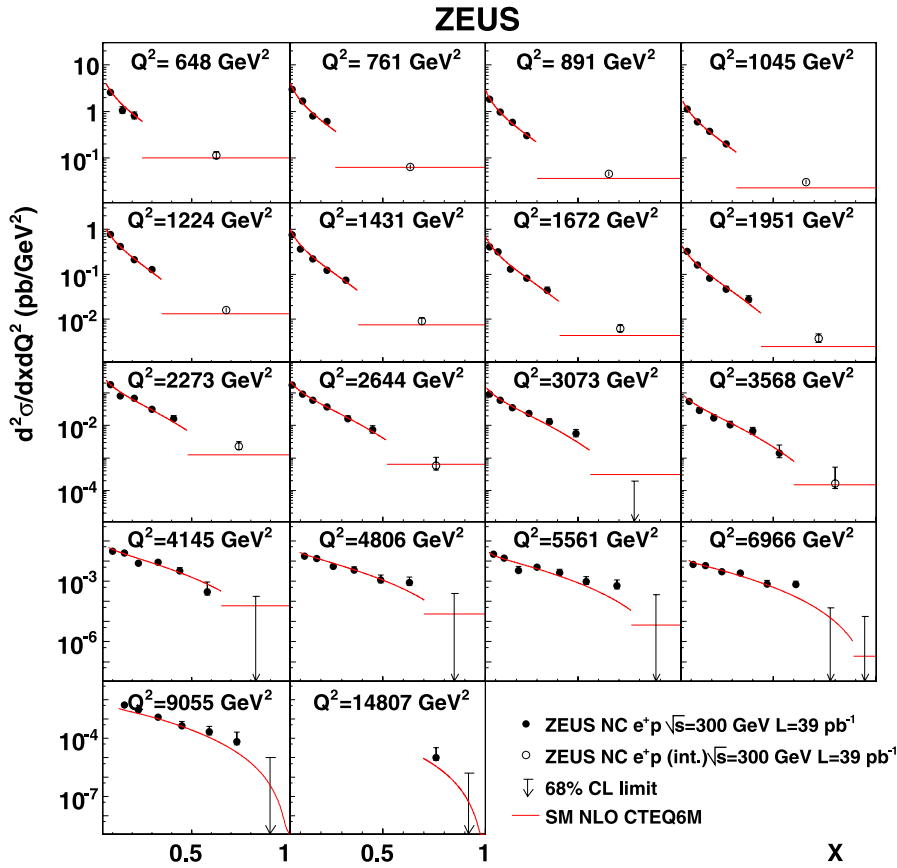 ZEUS
Q²= 648 GeV² Q²= 761 GeV² Q²= 891 GeV² Q²=1045 GeV²
10
1
10⁻¹
Q²=1224 GeV² Q²=1431 GeV² Q²=1672 GeV² Q²=1951 GeV²
1
10⁻¹
10⁻²
d²σ/dxdQ² (pb/GeV²)
Q²=2273 GeV² Q²=2644 GeV² Q²=3073 GeV² Q²=3568 GeV²
10⁻²
10⁻⁴
Q²=4145 GeV² Q²=4806 GeV² Q²=5561 GeV² Q²=6966 GeV²
10⁻³
10⁻⁶
Q²=9055 GeV² Q²=14807 GeV²
10⁻⁴
10⁻⁷
ZEUS NC e⁺p √s=300 GeV L=39 pb⁻¹
ZEUS NC e⁺p (int.)√s=300 GeV L=39 pb⁻¹
68% CL limit
SM NLO CTEQ6M
0.5 1 0.5 1 X